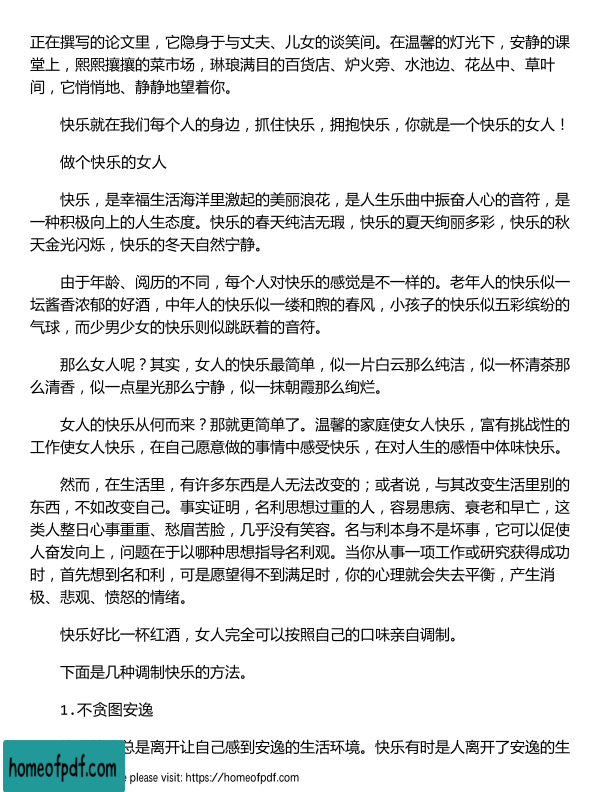 正在撰写的论文里，它隐身于与丈夫、儿女的谈笑间。在温馨的灯光下，安静的课
堂上，熙熙攘攘的菜市场，琳琅满目的百货店、炉火旁、水池边、花丛中、草叶
间，它悄悄地、静静地望着你。
快乐就在我们每个人的身边，抓住快乐，拥抱快乐，你就是一个快乐的女人！
做个快乐的女人
快乐，是幸福生活海洋里激起的美丽浪花，是人生乐曲中振奋人心的音符，是
一种积极向上的人生态度。快乐的春天纯洁无瑕，快乐的夏天绚丽多彩，快乐的秋
天金光闪烁，快乐的冬天自然宁静。
由于年龄、阅历的不同，每个人对快乐的感觉是不一样的。老年人的快乐似一
坛酱香浓郁的好酒，中年人的快乐似一缕和煦的春风，小孩子的快乐似五彩缤纷的
气球，而少男少女的快乐则似跳跃着的音符。
那么女人呢？其实，女人的快乐最简单，似一片白云那么纯洁，似一杯清茶那
么清香，似一点星光那么宁静，似一抹朝霞那么绚烂。
女人的快乐从何而来？那就更简单了。温馨的家庭使女人快乐，富有挑战性的
工作使女人快乐，在自己愿意做的事情中感受快乐，在对人生的感悟中体味快乐。
然而，在生活里，有许多东西是人无法改变的；或者说，与其改变生活里别的
东西，不如改变自己。事实证明，名利思想过重的人，容易患病、衰老和早亡，这
类人整日心事重重、愁眉苦脸，几乎没有笑容。名与利本身不是坏事，它可以促使
人奋发向上，问题在于以哪种思想指导名利观。当你从事一项工作或研究获得成功
时，首先想到名和利，可是愿望得不到满足时，你的心理就会失去平衡，产生消
极、悲观、愤怒的情绪。
快乐好比一杯红酒，女人完全可以按照自己的口味亲自调制。
下面是几种调制快乐的方法。
1.不贪图安逸
总是离开让自己感到安逸的生活环境。快乐有时是人离开了安逸的生
homeofpdf.com
please visit: https://homeofpdf.com